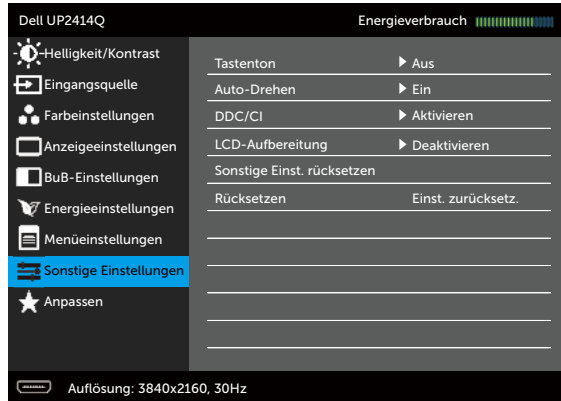 Dell UP2414Q Energieverbrauch
Helligkeit/Kontrast
Eingangsquelle
Farbeinstellungen
Anzeigeeinstellungen
BuB-Einstellungen
Energieeinstellungen
Menüeinstellungen
Sonstige Einstellungen
Anpassen
Tastenton Aus
Auto-Drehen Ein
DDC/CI Aktivieren
LCD-Aufbereitung Deaktivieren
Sonstige Einst. rücksetzen
Rücksetzen Einst. zurücksetz.
Auflösung: 3840x2160, 30Hz